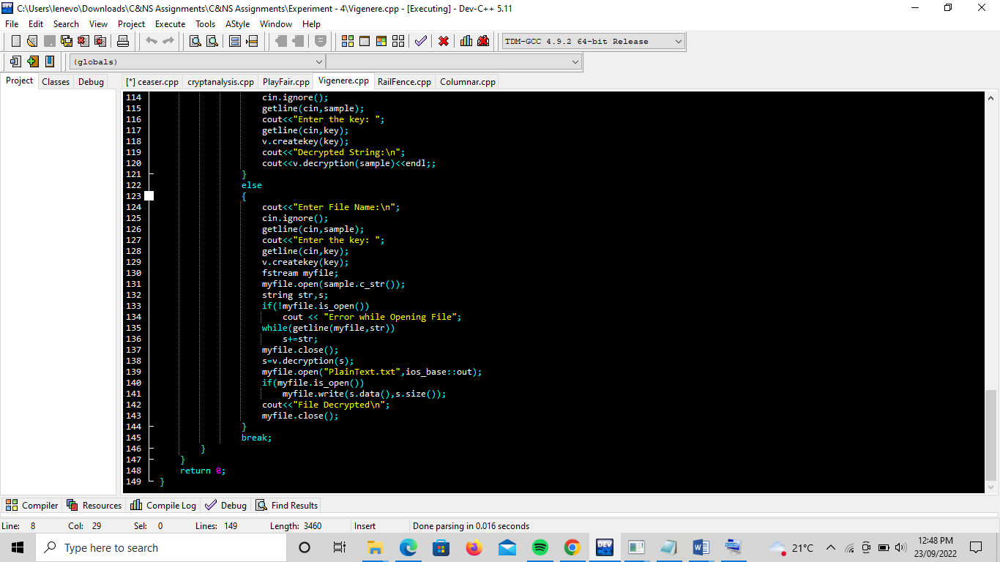 C:\Users\lenevo\Downloads\C&NS Assignments\C&NS Assignments\Experiment - 4\Vigenere.cpp - [Executing] - Dev-C++ 5.11
File Edit Search View Project Execute Tools AStyle Window Help
TDM-GCC 4.9.2 64-bit Release
(globals)
Project Classes Debug [*] ceaser.cpp cryptanalysis.cpp PlayFair.cpp Vigenere.cpp RailFence.cpp Columnar.cpp
114 cin.ignore();
115 getline(cin,sample);
116 cout<<"Enter the key: ";
117 getline(cin,key);
118 v.createkey(key);
119 cout<<"Decrypted String:\n";
120 cout<<v.decryption(sample)<<endl;;
121 }
122 else
123 {
124 cout<<"Enter File Name:\n";
125 cin.ignore();
126 getline(cin,sample);
127 cout<<"Enter the key: ";
128 getline(cin,key);
129 v.createkey(key);
130 fstream myfile;
131 myfile.open(sample.c_str());
132 string str,s;
133 if(!myfile.is_open())
134 cout << "Error while Opening File";
135 while(getline(myfile,str))
136 s+=str;
137 myfile.close();
138 s=v.decryption(s);
139 myfile.open("PlainText.txt",ios_base::out);
140 if(myfile.is_open())
141 myfile.write(s.data(),s.size());
142 cout<<"File Decrypted\n";
143 myfile.close();
144 }
145 break;
146 }
147 }
148 return 0;
149 }
Compiler Resources Compile Log Debug Find Results
Line: 8 Col: 29 Sel: 0 Lines: 149 Length: 3460 Insert Done parsing in 0.016 seconds
Type here to search DEV 21°C 12:48 PM
23/09/2022